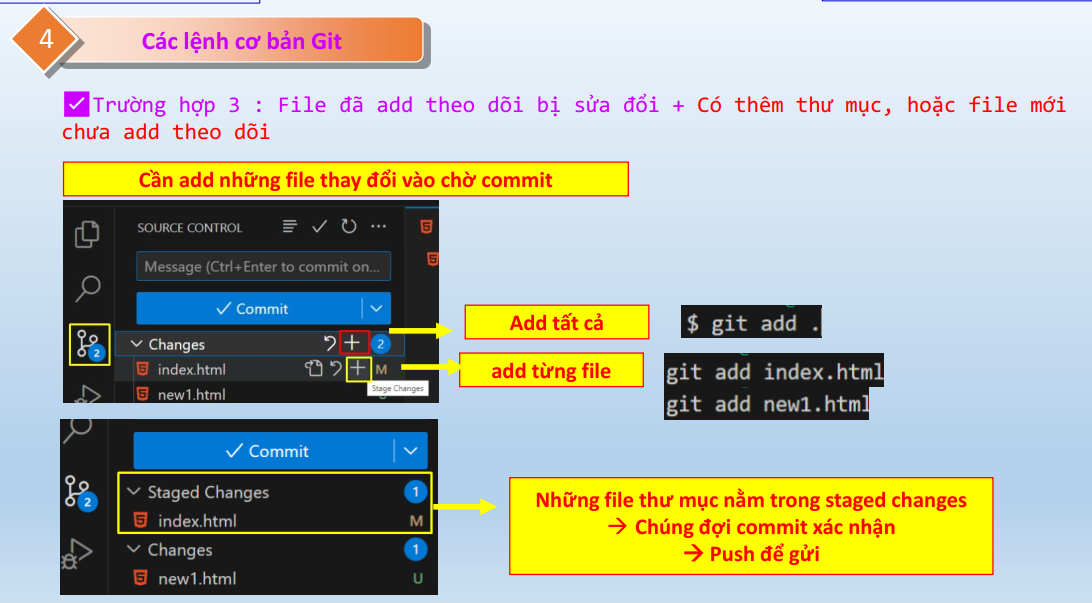 4
Các lệnh cơ bản Git
Trường hợp 3 : File đã add theo dõi bị sửa đổi + Có thêm thư mục, hoặc file mới
chưa add theo dõi
Cần add những file thay đổi vào chờ commit
SOURCE CONTROL
Message (Ctrl+Enter to commit on...
Commit
Changes 2
index.html M
Stage Changes
new1.html
2
Add tất cả
$ git add .
add từng file
git add index.html
git add new1.html
Commit
Staged Changes 1
index.html M
Changes 1
new1.html U
2
Những file thư mục nằm trong staged changes
→ Chúng đợi commit xác nhận
→ Push để gửi